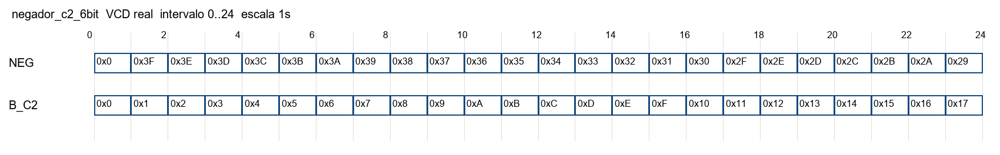 negador_c2_6bit VCD real intervalo 0..24 escala 1s
0 2 4 6 8 10 12 14 16 18 20 22 24
NEG 0x0 0x3F 0x3E 0x3D 0x3C 0x3B 0x3A 0x39 0x38 0x37 0x36 0x35 0x34 0x33 0x32 0x31 0x30 0x2F 0x2E 0x2D 0x2C 0x2B 0x2A 0x29
B_C2 0x0 0x1 0x2 0x3 0x4 0x5 0x6 0x7 0x8 0x9 0xA 0xB 0xC 0xD 0xE 0xF 0x10 0x11 0x12 0x13 0x14 0x15 0x16 0x17